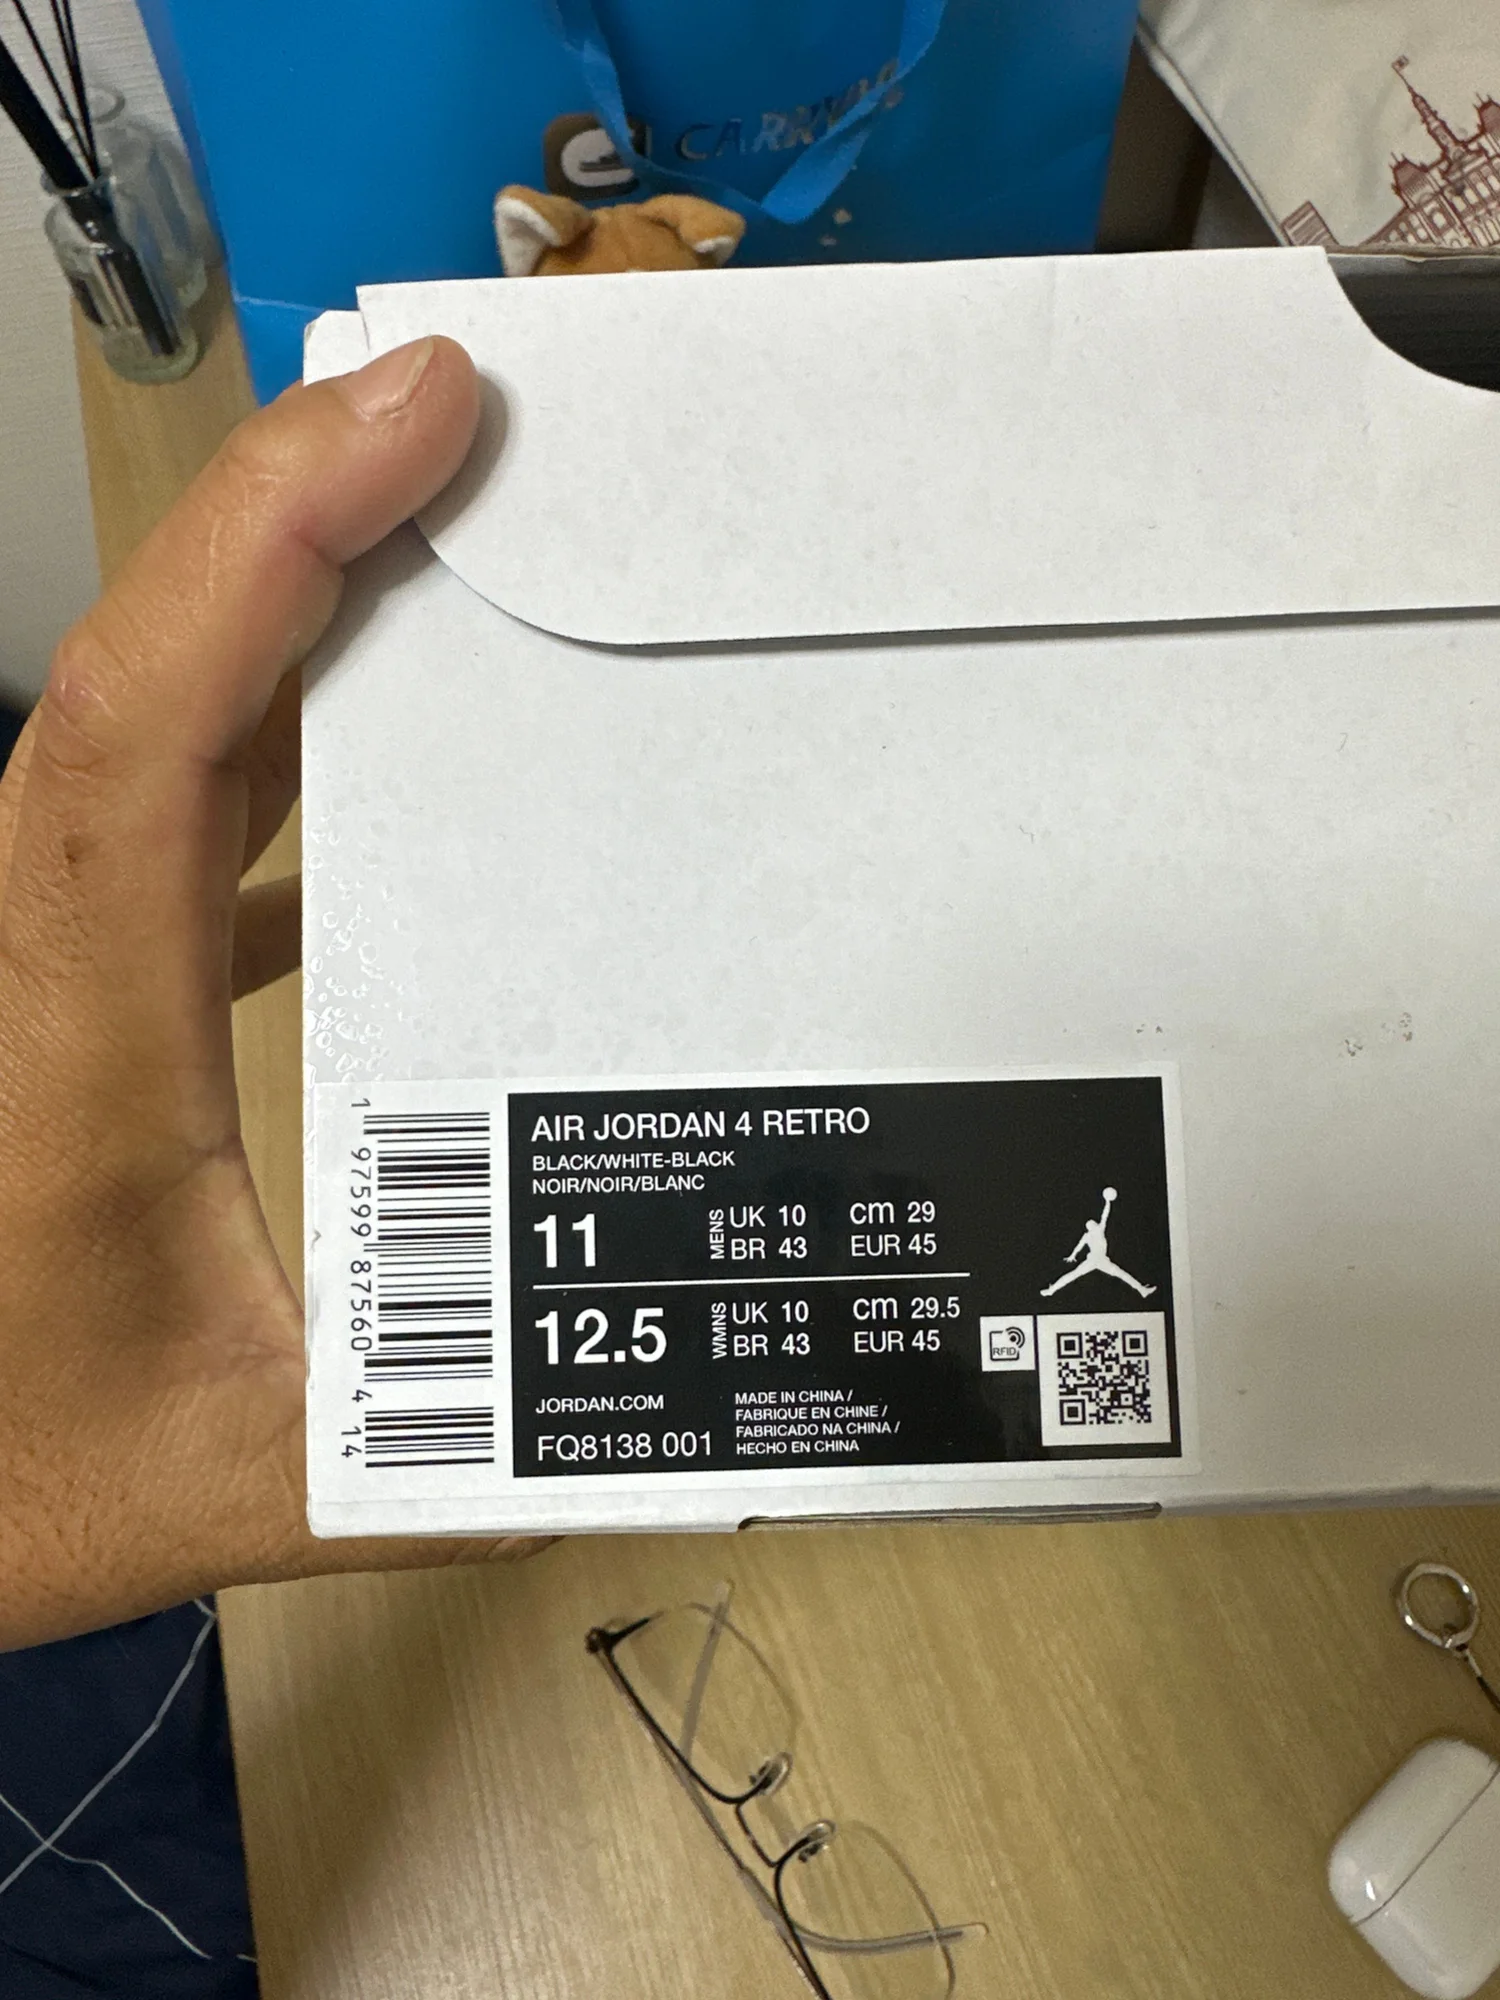 AIR JORDAN 4 RETRO
BLACK/WHITE-BLACK
NOIR/NOIR/BLANC
11 MENS UK 10 cm 29
BR 43 EUR 45
12.5 WMNS UK 10 cm 29.5
BR 43 EUR 45
RFID
JORDAN.COM
FQ8138 001
MADE IN CHINA /
FABRIQUE EN CHINE /
FABRICADO NA CHINA /
HECHO EN CHINA
1 97599 87560 4 14